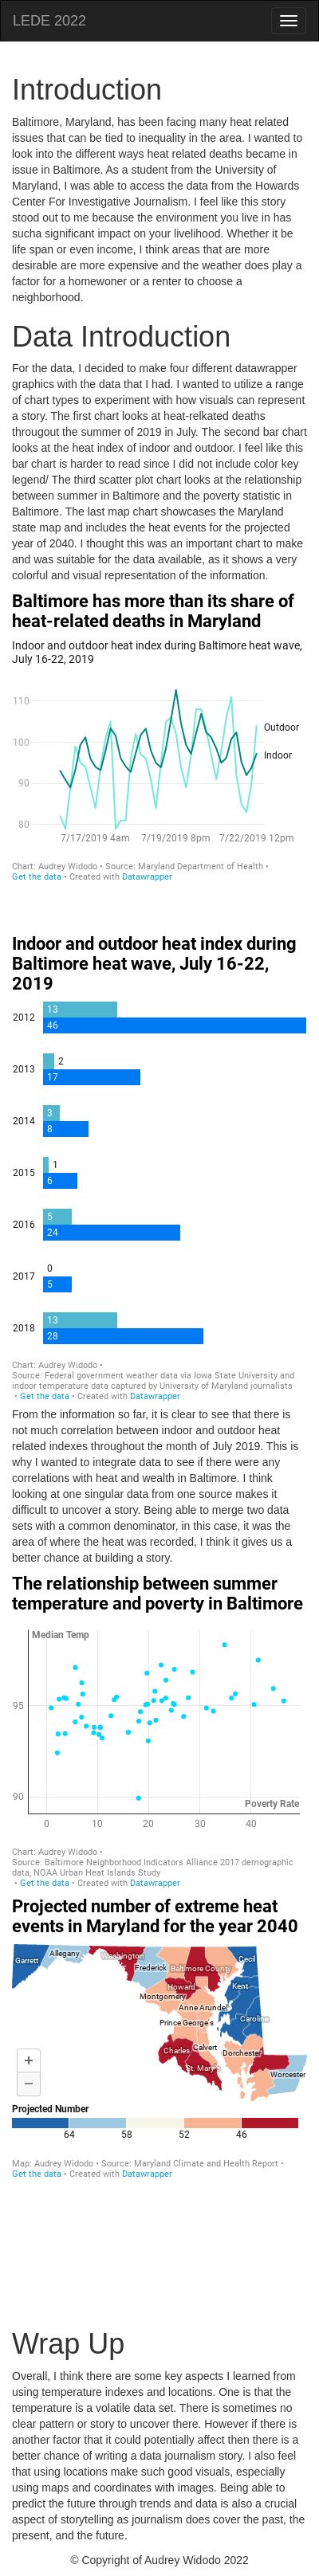 LEDE 2022
Introduction
Baltimore, Maryland, has been facing many heat related
issues that can be tied to inequality in the area. I wanted to
look into the different ways heat related deaths became in
issue in Baltimore. As a student from the University of
Maryland, I was able to access the data from the Howards
Center For Investigative Journalism. I feel like this story
stood out to me because the environment you live in has
sucha significant impact on your livelihood. Whether it be
life span or even income, I think areas that are more
desirable are more expensive and the weather does play a
factor for a homewoner or a renter to choose a
neighborhood.
Data Introduction
For the data, I decided to make four different datawrapper
graphics with the data that I had. I wanted to utilize a range
of chart types to experiment with how visuals can represent
a story. The first chart looks at heat-relkated deaths
througout the summer of 2019 in July. The second bar chart
looks at the heat index of indoor and outdoor. I feel like this
bar chart is harder to read since I did not include color key
legend/ The third scatter plot chart looks at the relationship
between summer in Baltimore and the poverty statistic in
Baltimore. The last map chart showcases the Maryland
state map and includes the heat events for the projected
year of 2040. I thought this was an important chart to make
and was suitable for the data available, as it shows a very
colorful and visual representation of the information.
Baltimore has more than its share of
heat-related deaths in Maryland
Indoor and outdoor heat index during Baltimore heat wave,
July 16-22, 2019
110
100
90
80
Outdoor
Indoor
7/17/2019 4am 7/19/2019 8pm 7/22/2019 12pm
Chart: Audrey Widodo • Source: Maryland Department of Health •
Get the data • Created with Datawrapper
Indoor and outdoor heat index during
Baltimore heat wave, July 16-22,
2019
2012 13
46
2013 2
17
2014 3
8
2015 1
6
2016 5
24
2017 0
5
2018 13
28
Chart: Audrey Widodo •
Source: Federal government weather data via Iowa State University and
indoor temperature data captured by University of Maryland journalists
• Get the data • Created with Datawrapper
From the information so far, it is clear to see that there is
not much correlation between indoor and outdoor heat
related indexes throughout the month of July 2019. This is
why I wanted to integrate data to see if there were any
correlations with heat and wealth in Baltimore. I think
looking at one singular data from one source makes it
difficult to uncover a story. Being able to merge two data
sets with a common denominator, in this case, it was the
area of where the heat was recorded, I think it gives us a
better chance at building a story.
The relationship between summer
temperature and poverty in Baltimore
Median Temp
95
90
Poverty Rate
0 10 20 30 40
Chart: Audrey Widodo •
Source: Baltimore Neighborhood Indicators Alliance 2017 demographic
data, NOAA Urban Heat Islands Study
• Get the data • Created with Datawrapper
Projected number of extreme heat
events in Maryland for the year 2040
Garrett
Allegany
Washington
Frederick
Baltimore County
Cecil
Howard
Kent
Montgomery
Anne Arundel
Prince George's
Caroline
Charles
Calvert
Dorchester
St. Mary's
Worcester
+
−
Projected Number
64 58 52 46
Map: Audrey Widodo • Source: Maryland Climate and Health Report •
Get the data • Created with Datawrapper
Wrap Up
Overall, I think there are some key aspects I learned from
using temperature indexes and locations. One is that the
temperature is a volatile data set. There is sometimes no
clear pattern or story to uncover there. However if there is
another factor that it could potentially affect then there is a
better chance of writing a data journalism story. I also feel
that using locations make such good visuals, especially
using maps and coordinates with images. Being able to
predict the future through trends and data is also a crucial
aspect of storytelling as journalism does cover the past, the
present, and the future.
© Copyright of Audrey Widodo 2022